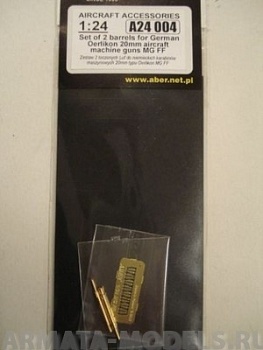 AIRCRAFT ACCESSORIES
1:24 A24 004
Set of 2 barrels for German
Oerlikon 20mm aircraft
machine guns MG FF
www.aber.net.pl
ARMATA-MODELS.RU